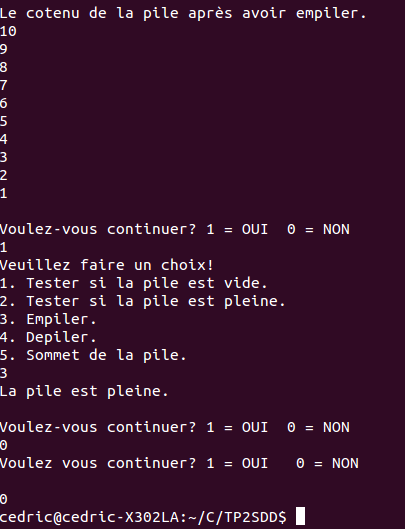 Le cotenu de la pile après avoir empiler.
10
9
8
7
6
5
4
3
2
1
Voulez-vous continuer? 1 = OUI  0 = NON
1
Veuillez faire un choix!
1. Tester si la pile est vide.
2. Tester si la pile est pleine.
3. Empiler.
4. Depiler.
5. Sommet de la pile.
3
La pile est pleine.
Voulez-vous continuer? 1 = OUI  0 = NON
0
Voulez vous continuer? 1 = OUI   0 = NON
0
cedric@cedric-X302LA:~/C/TP2SDD$